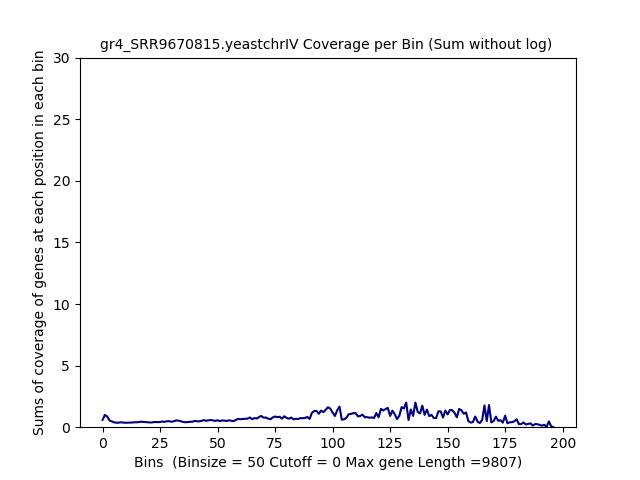 gr4_SRR9670815.yeastchrIV Coverage per Bin (Sum without log)
Sums of coverage of genes at each position in each bin
30
25
20
15
10
5
0
0 25 50 75 100 125 150 175 200
Bins  (Binsize = 50 Cutoff = 0 Max gene Length =9807)